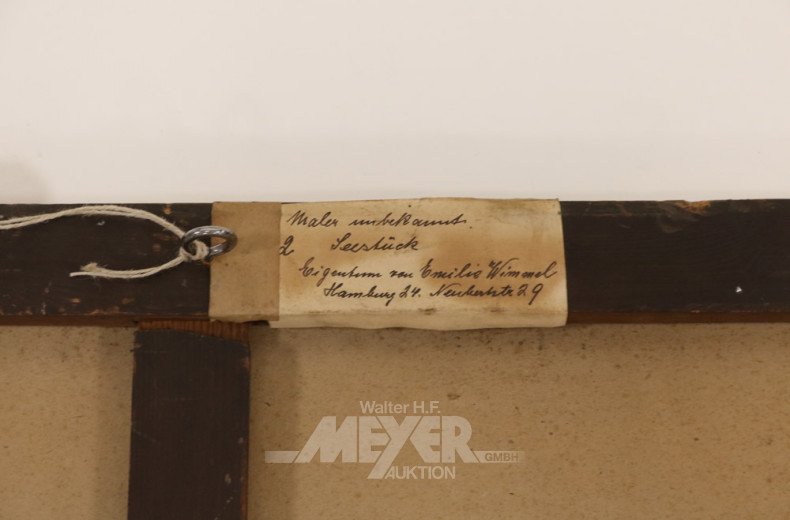 Maler unbekannt.
2 Seestück
Eigentum von Emilie Wimmel
Hamburg 24. Neubertstr 29
Walter H.F.
MEYER
GMBH
AUKTION